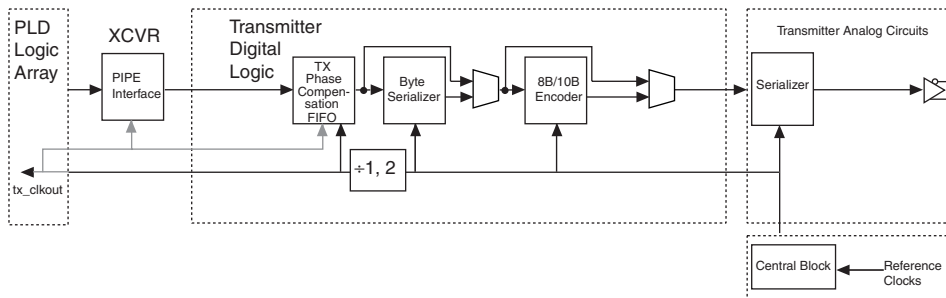 PLD
Logic
Array
XCVR
PIPE
Interface
Transmitter
Digital
Logic
TX
Phase
Compen-
sation
FIFO
Byte
Serializer
8B/10B
Encoder
Transmitter Analog Circuits
Serializer
÷1, 2
tx_clkout
Central Block
Reference
Clocks